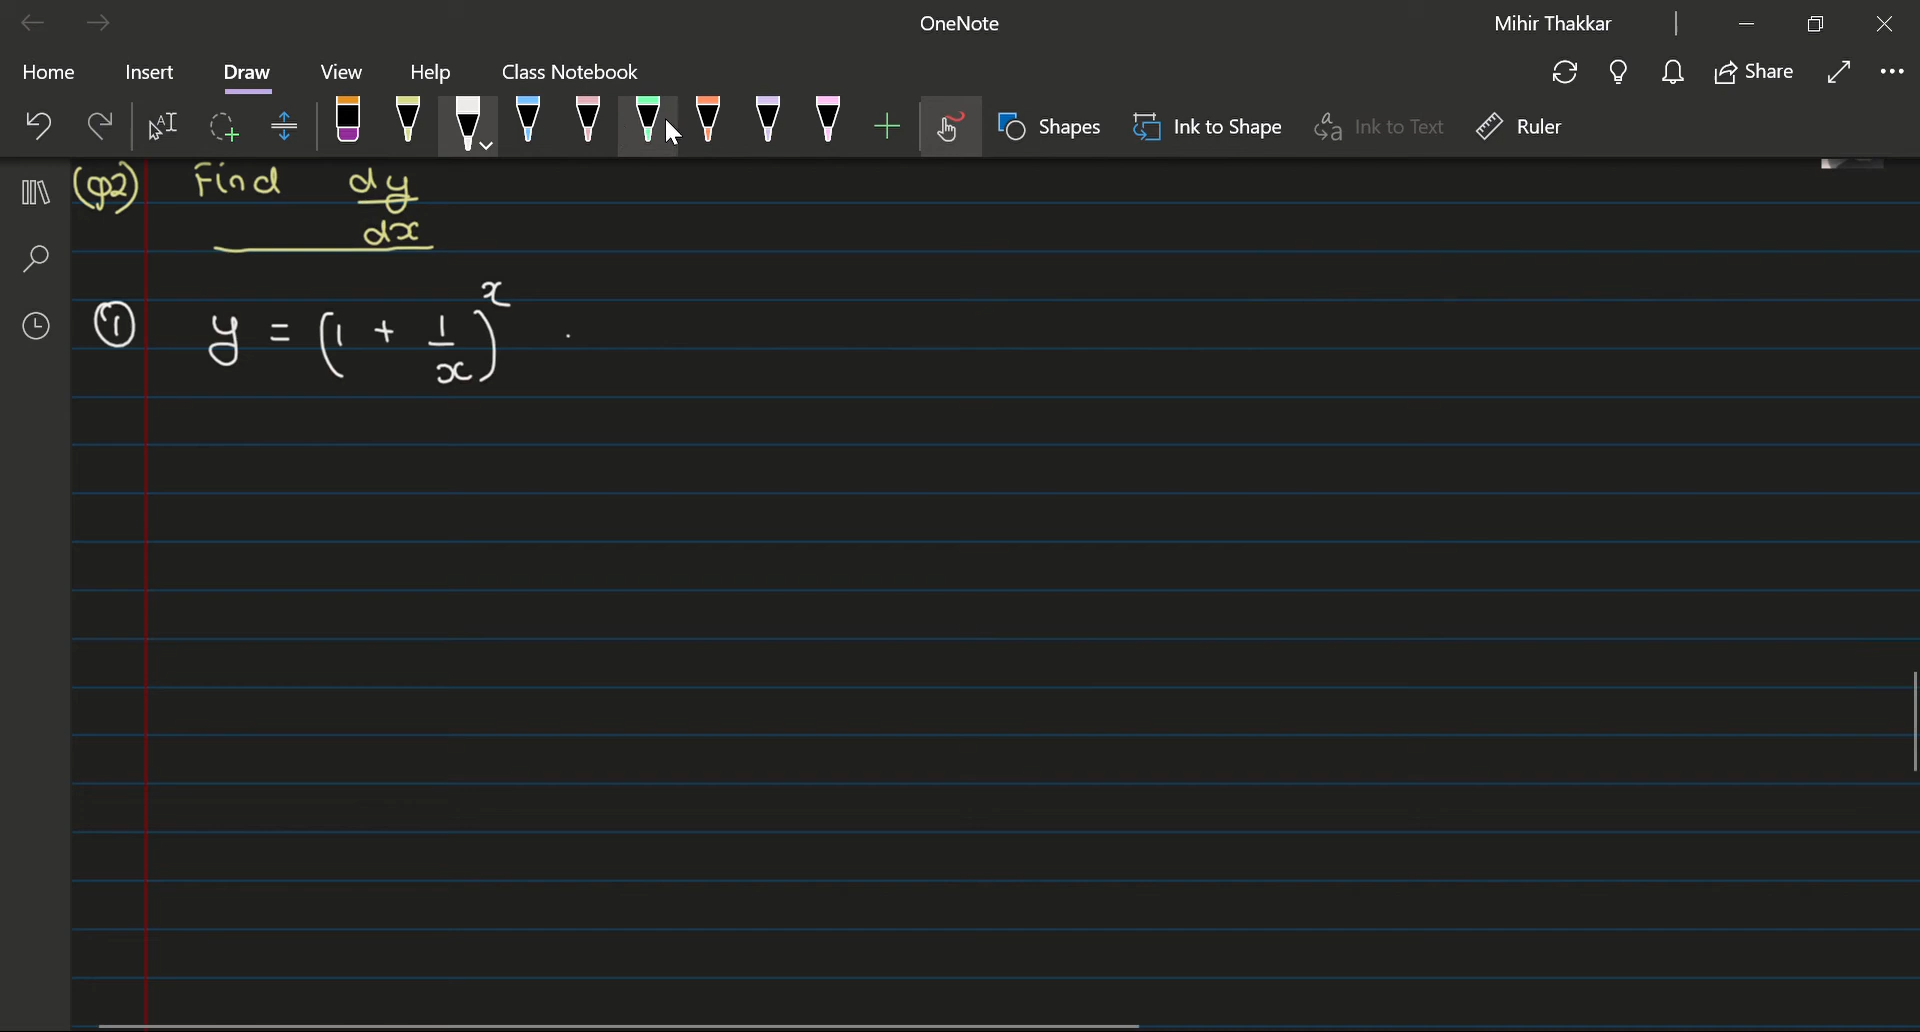 OneNote
Mihir Thakkar
Home Insert Draw View Help Class Notebook
Share
Shapes Ink to Shape Ink to Text Ruler
(Q2) Find dy/dx
① y = (1 + 1/x)^x